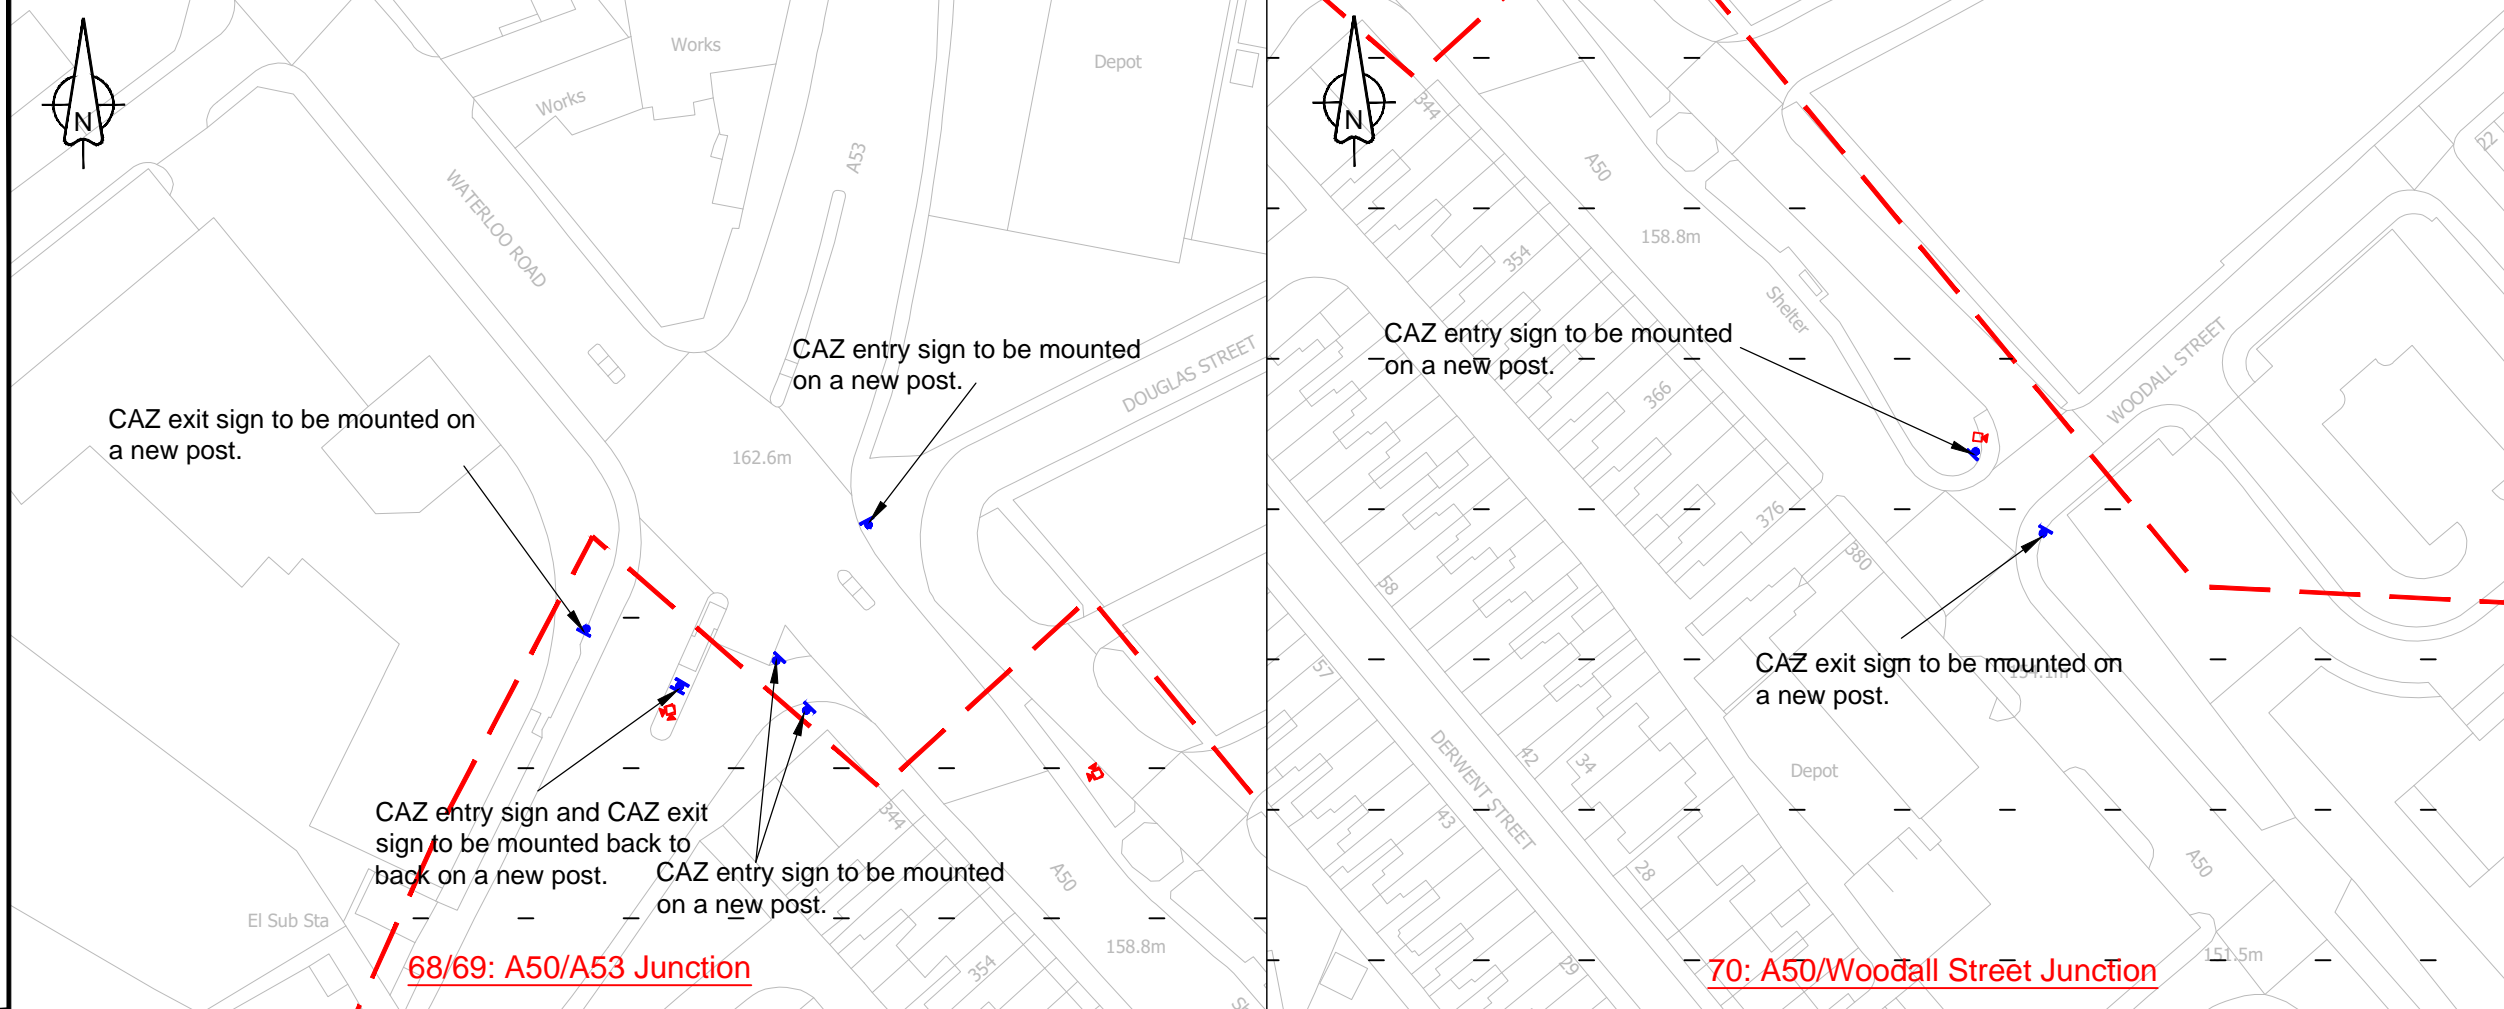 Works
Works
Depot
A53
WATERLOO ROAD
N
CAZ entry sign to be mounted
on a new post.
DOUGLAS STREET
CAZ exit sign to be mounted on
a new post.
162.6m
CAZ entry sign and CAZ exit
sign to be mounted back to
back on a new post.
CAZ entry sign to be mounted
on a new post.
344
A50
El Sub Sta
158.8m
354
68/69: A50/A53 Junction
N
344
A50
22
158.8m
354
Shelter
CAZ entry sign to be mounted
on a new post.
WOODALL STREET
366
376
380
58
57
CAZ exit sign to be mounted on
a new post.
154.1m
DERWENT STREET
42
34
Depot
43
28
A50
29
151.5m
70: A50/Woodall Street Junction